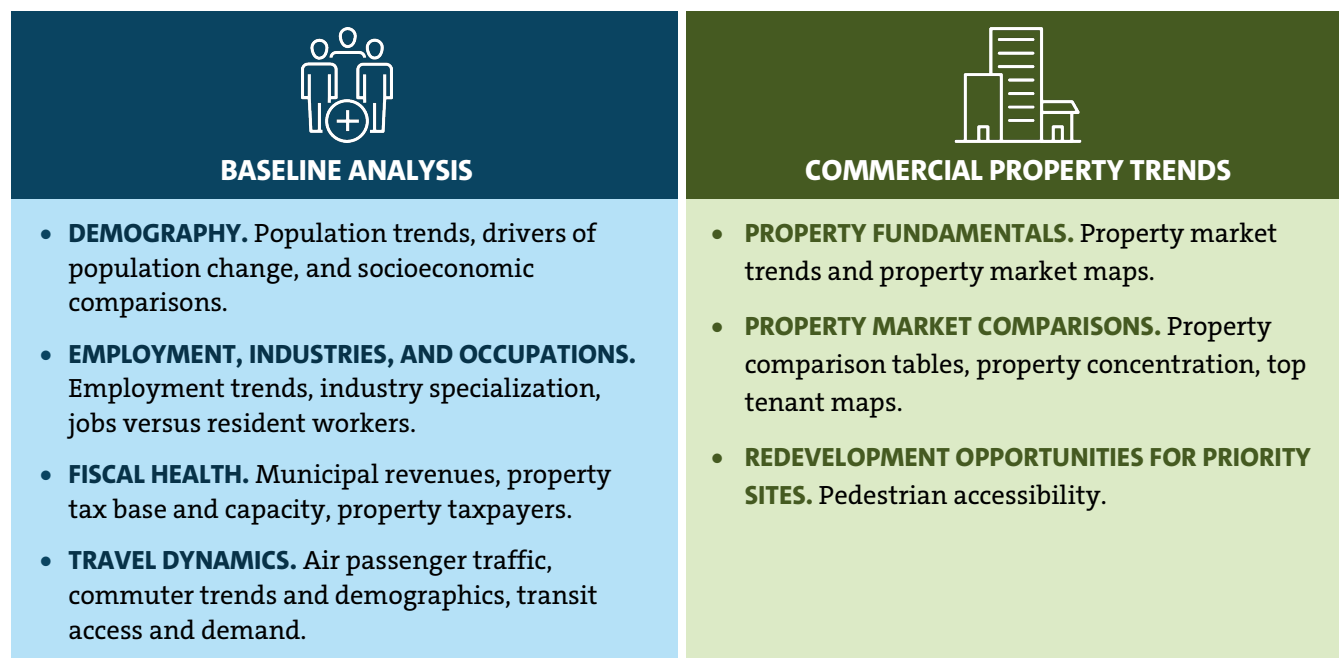 BASELINE ANALYSIS
• DEMOGRAPHY. Population trends, drivers of
population change, and socioeconomic
comparisons.
• EMPLOYMENT, INDUSTRIES, AND OCCUPATIONS.
Employment trends, industry specialization,
jobs versus resident workers.
• FISCAL HEALTH. Municipal revenues, property
tax base and capacity, property taxpayers.
• TRAVEL DYNAMICS. Air passenger traffic,
commuter trends and demographics, transit
access and demand.
COMMERCIAL PROPERTY TRENDS
• PROPERTY FUNDAMENTALS. Property market
trends and property market maps.
• PROPERTY MARKET COMPARISONS. Property
comparison tables, property concentration, top
tenant maps.
• REDEVELOPMENT OPPORTUNITIES FOR PRIORITY
SITES. Pedestrian accessibility.